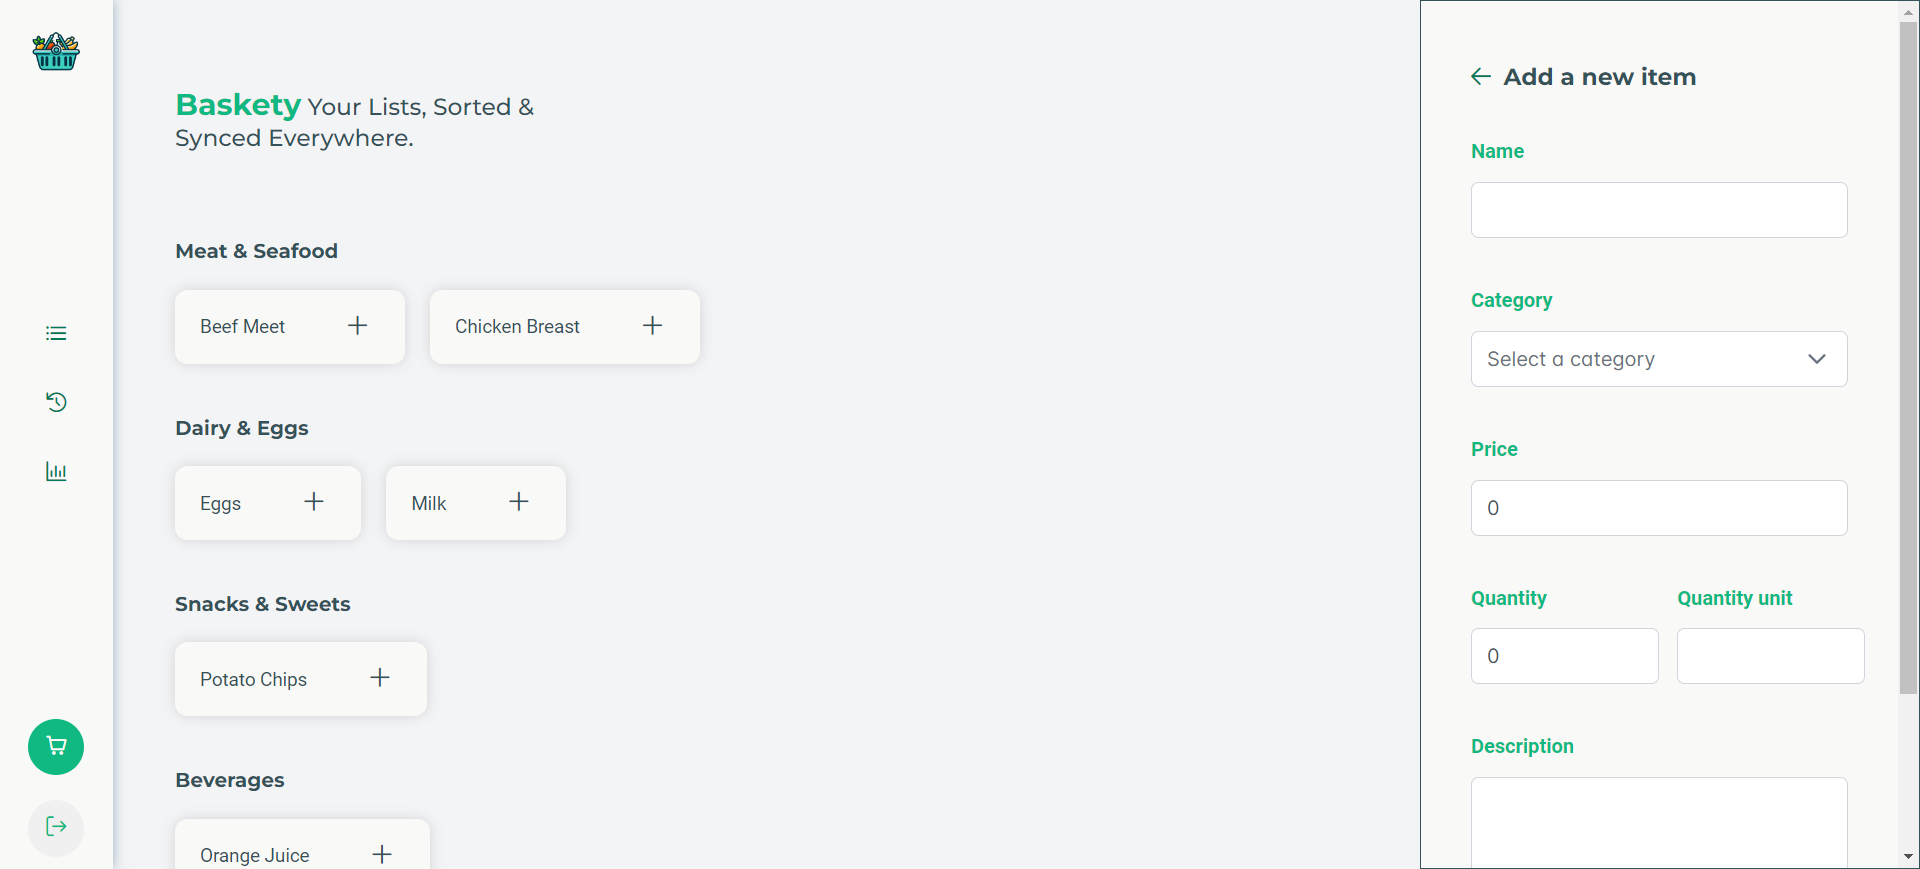 Baskety Your Lists, Sorted &
Synced Everywhere.
Meat & Seafood
Beef Meet
Chicken Breast
Dairy & Eggs
Eggs
Milk
Snacks & Sweets
Potato Chips
Beverages
Orange Juice
Add a new item
Name
Category
Select a category
Price
0
Quantity
Quantity unit
0
Description